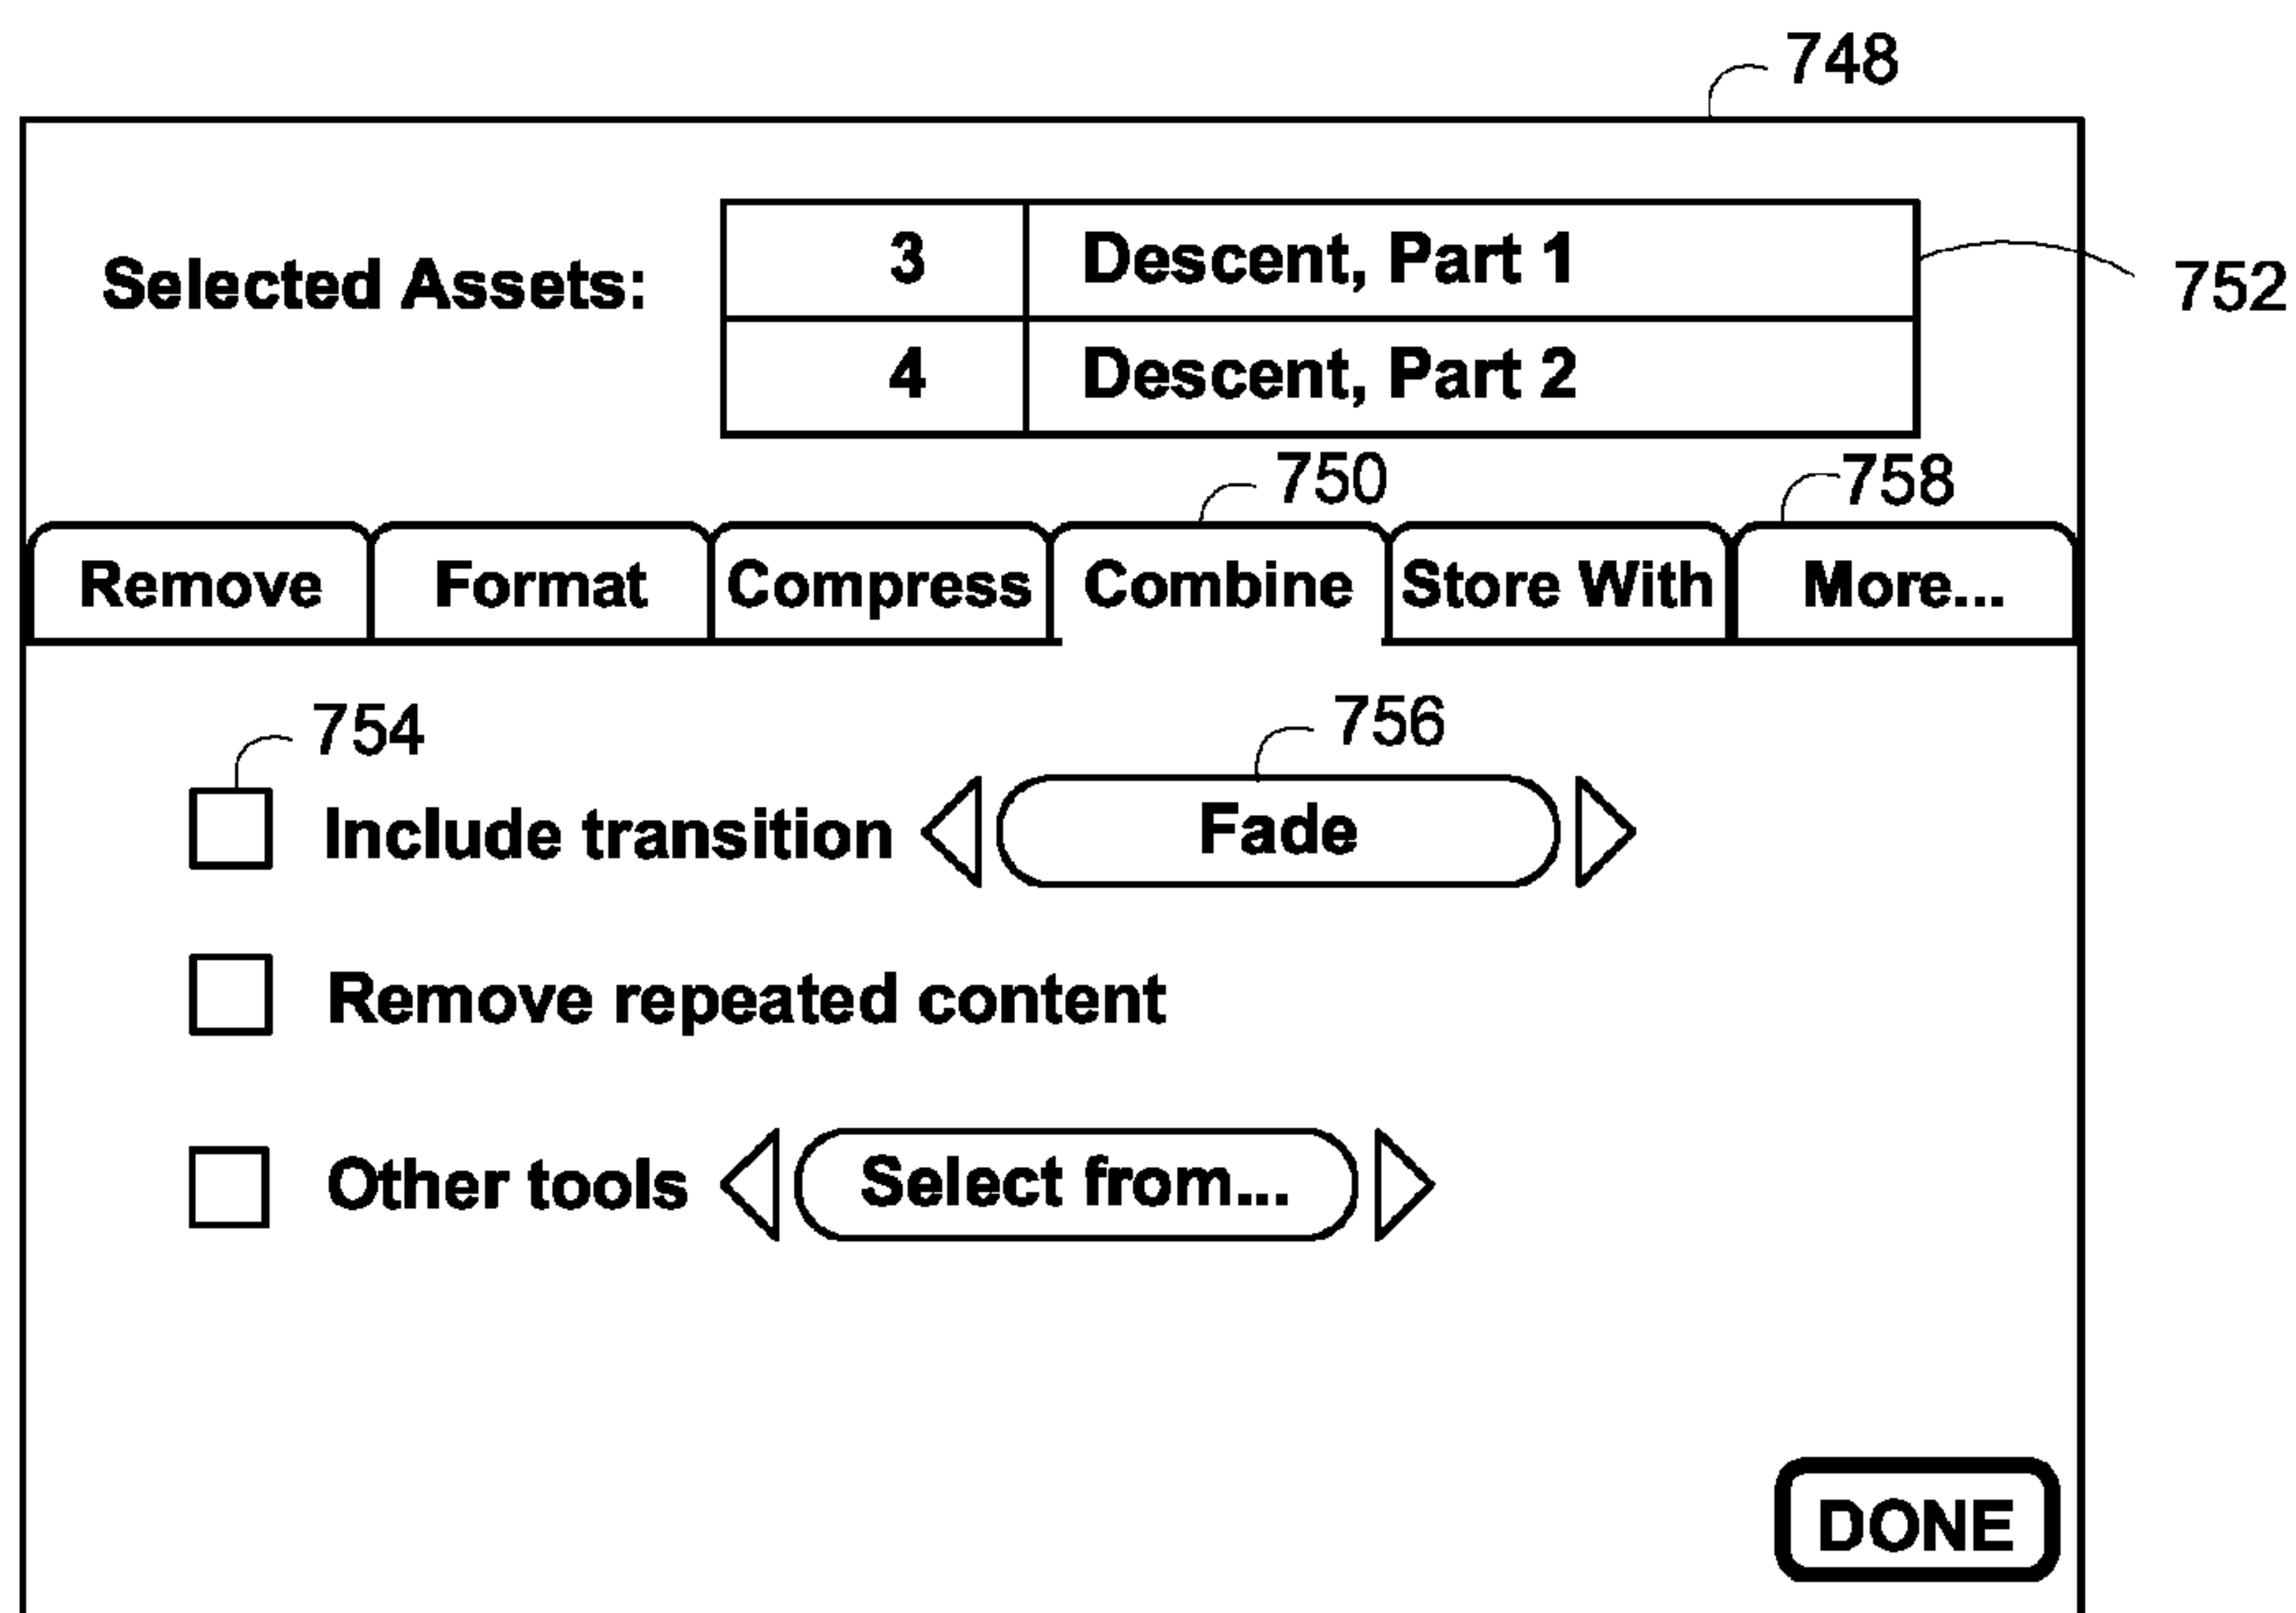 748
3 Descent, Part 1
Selected Assets:
752
4 Descent, Part 2
750 758
Remove Format Compress Combine Store With More...
754 756
Include transition Fade
Remove repeated content
Other tools Select from...
DONE